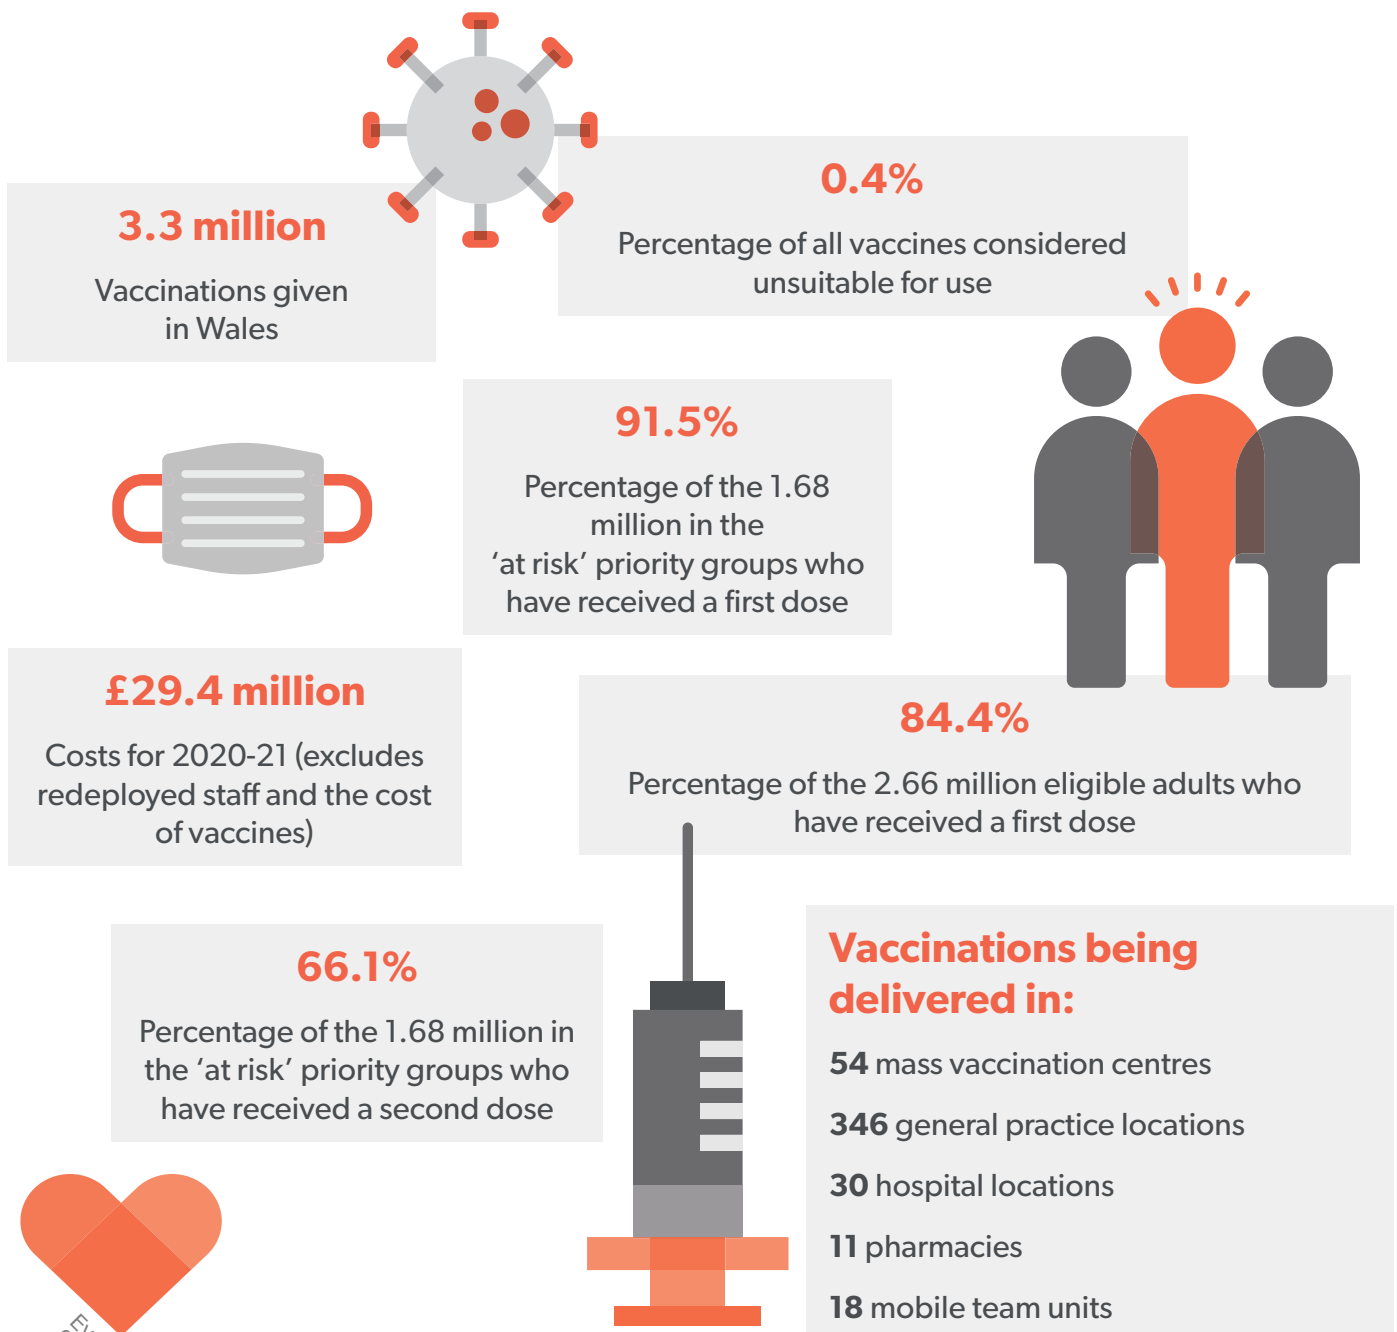 0.4%
Percentage of all vaccines considered
unsuitable for use
3.3 million
Vaccinations given
in Wales
91.5%
Percentage of the 1.68
million in the
‘at risk’ priority groups who
have received a first dose
£29.4 million
Costs for 2020-21 (excludes
redeployed staff and the cost
of vaccines)
84.4%
Percentage of the 2.66 million eligible adults who
have received a first dose
66.1%
Percentage of the 1.68 million in
the ‘at risk’ priority groups who
have received a second dose
Vaccinations being
delivered in:
54 mass vaccination centres
346 general practice locations
30 hospital locations
11 pharmacies
18 mobile team units